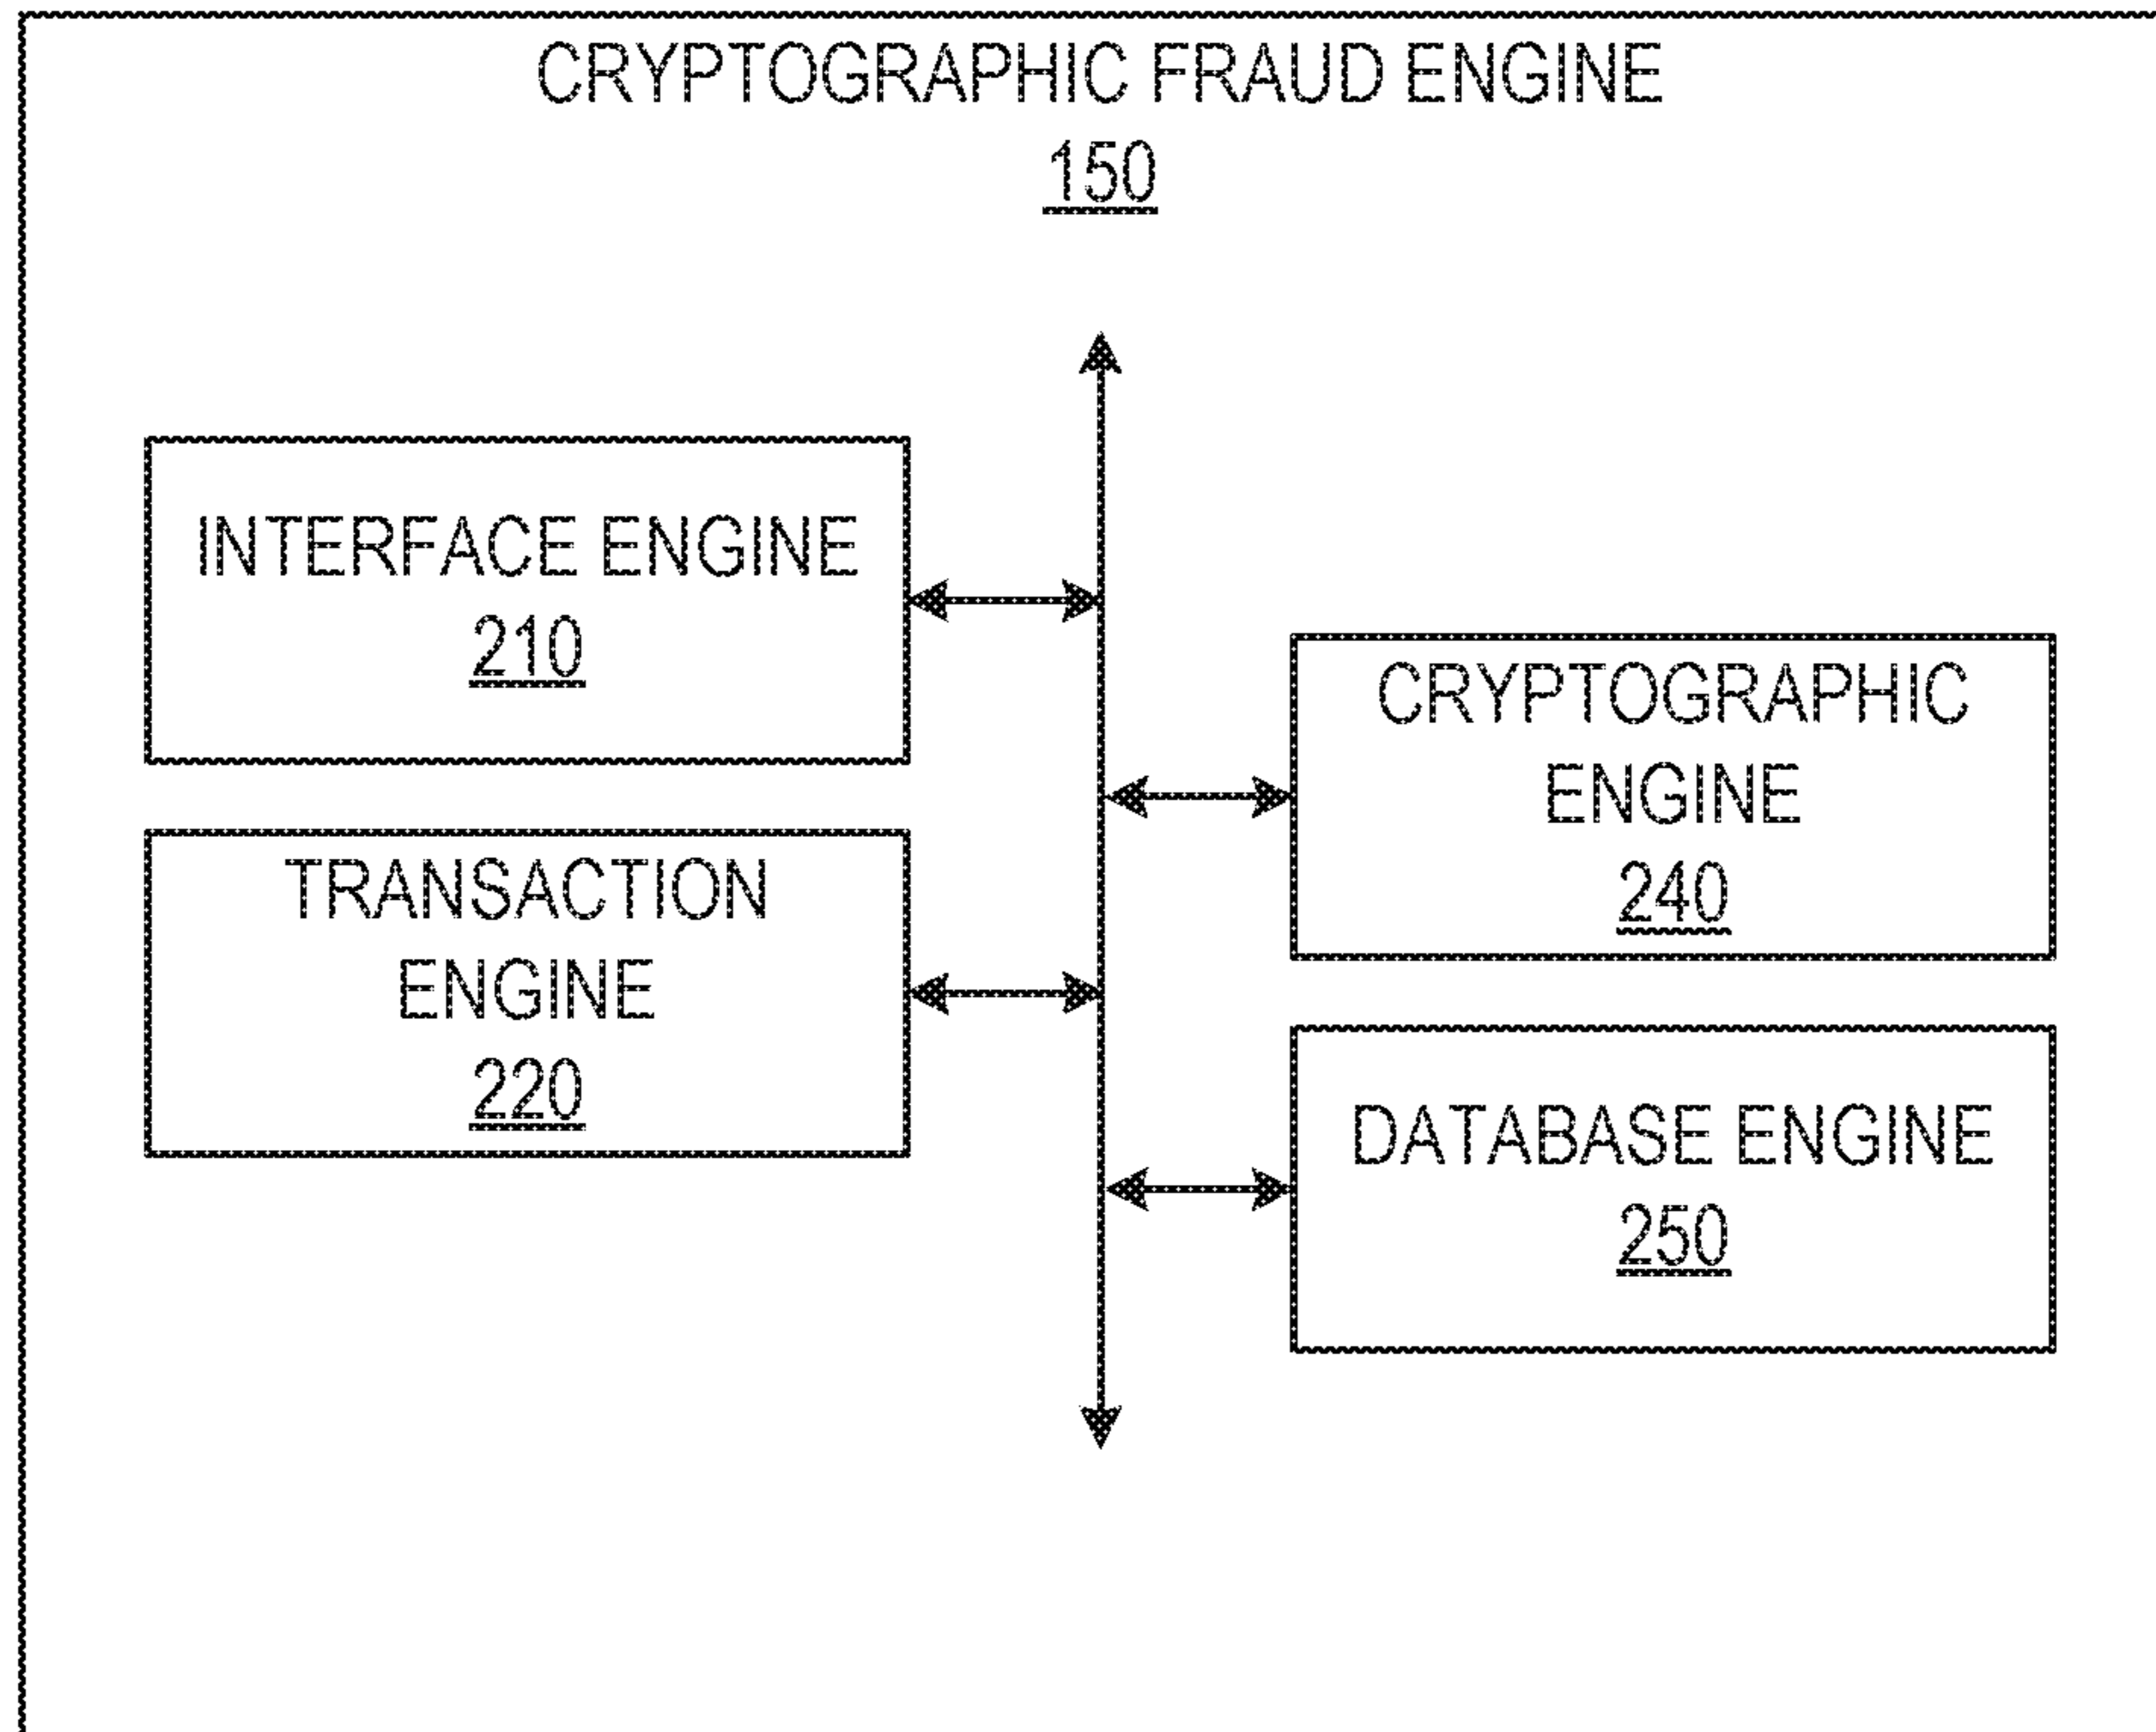 CRYPTOGRAPHIC FRAUD ENGINE
150
INTERFACE ENGINE
210
TRANSACTION
ENGINE
220
CRYPTOGRAPHIC
ENGINE
240
DATABASE ENGINE
250